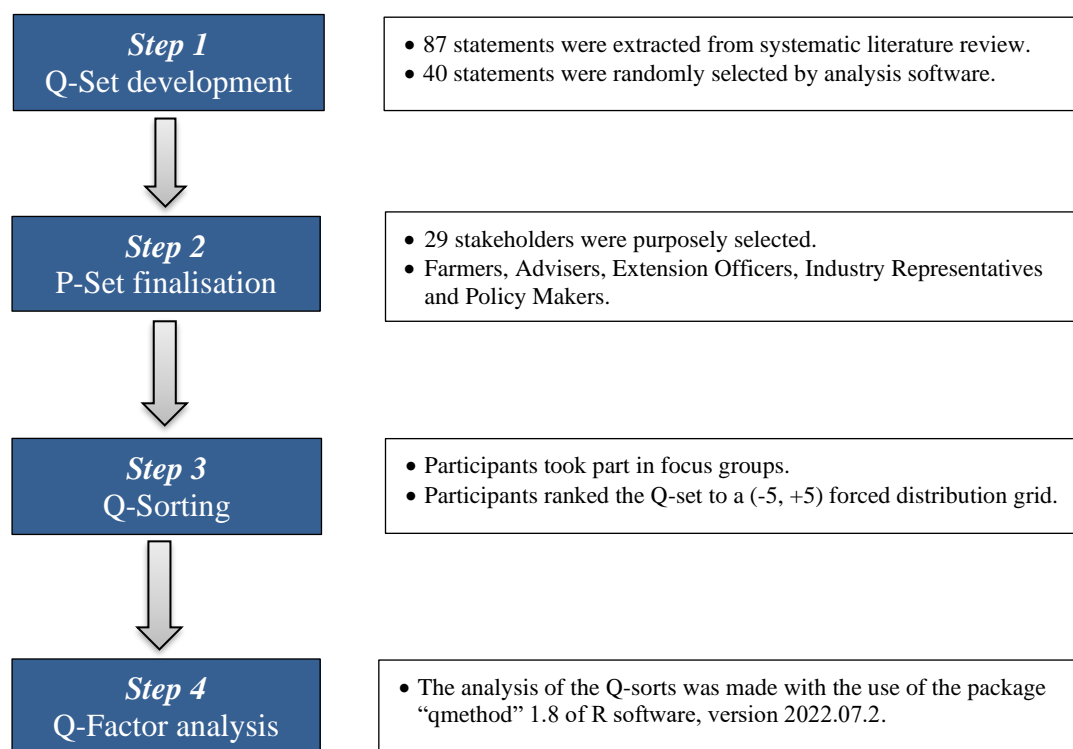 Step 1
Q-Set development
• 87 statements were extracted from systematic literature review.
• 40 statements were randomly selected by analysis software.
Step 2
P-Set finalisation
• 29 stakeholders were purposely selected.
• Farmers, Advisers, Extension Officers, Industry Representatives
and Policy Makers.
Step 3
Q-Sorting
• Participants took part in focus groups.
• Participants ranked the Q-set to a (-5, +5) forced distribution grid.
Step 4
Q-Factor analysis
• The analysis of the Q-sorts was made with the use of the package
“qmethod” 1.8 of R software, version 2022.07.2.